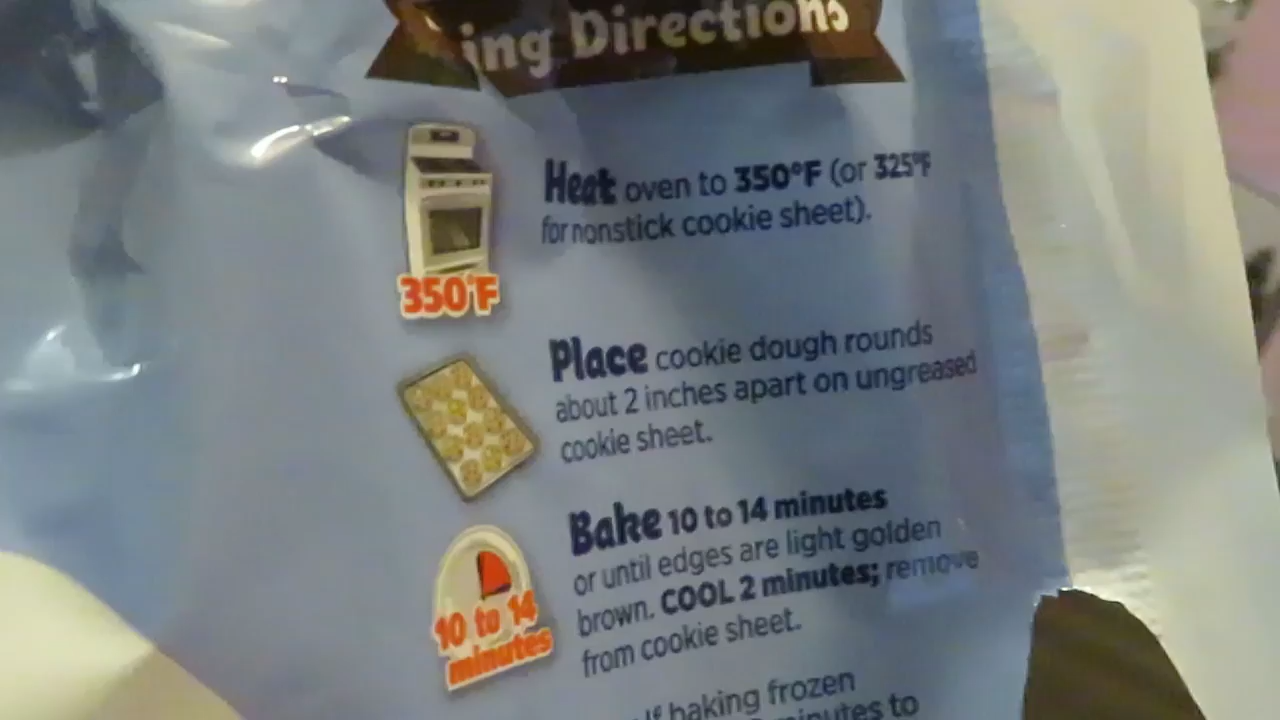 ing Directions
Heat oven to 350°F (or 325°F
for nonstick cookie sheet).
350°F
Place cookie dough rounds
about 2 inches apart on ungreased
cookie sheet.
Bake 10 to 14 minutes
or until edges are light golden
brown. COOL 2 minutes; remove
from cookie sheet.
10 to 14
minutes
If baking frozen
minutes to